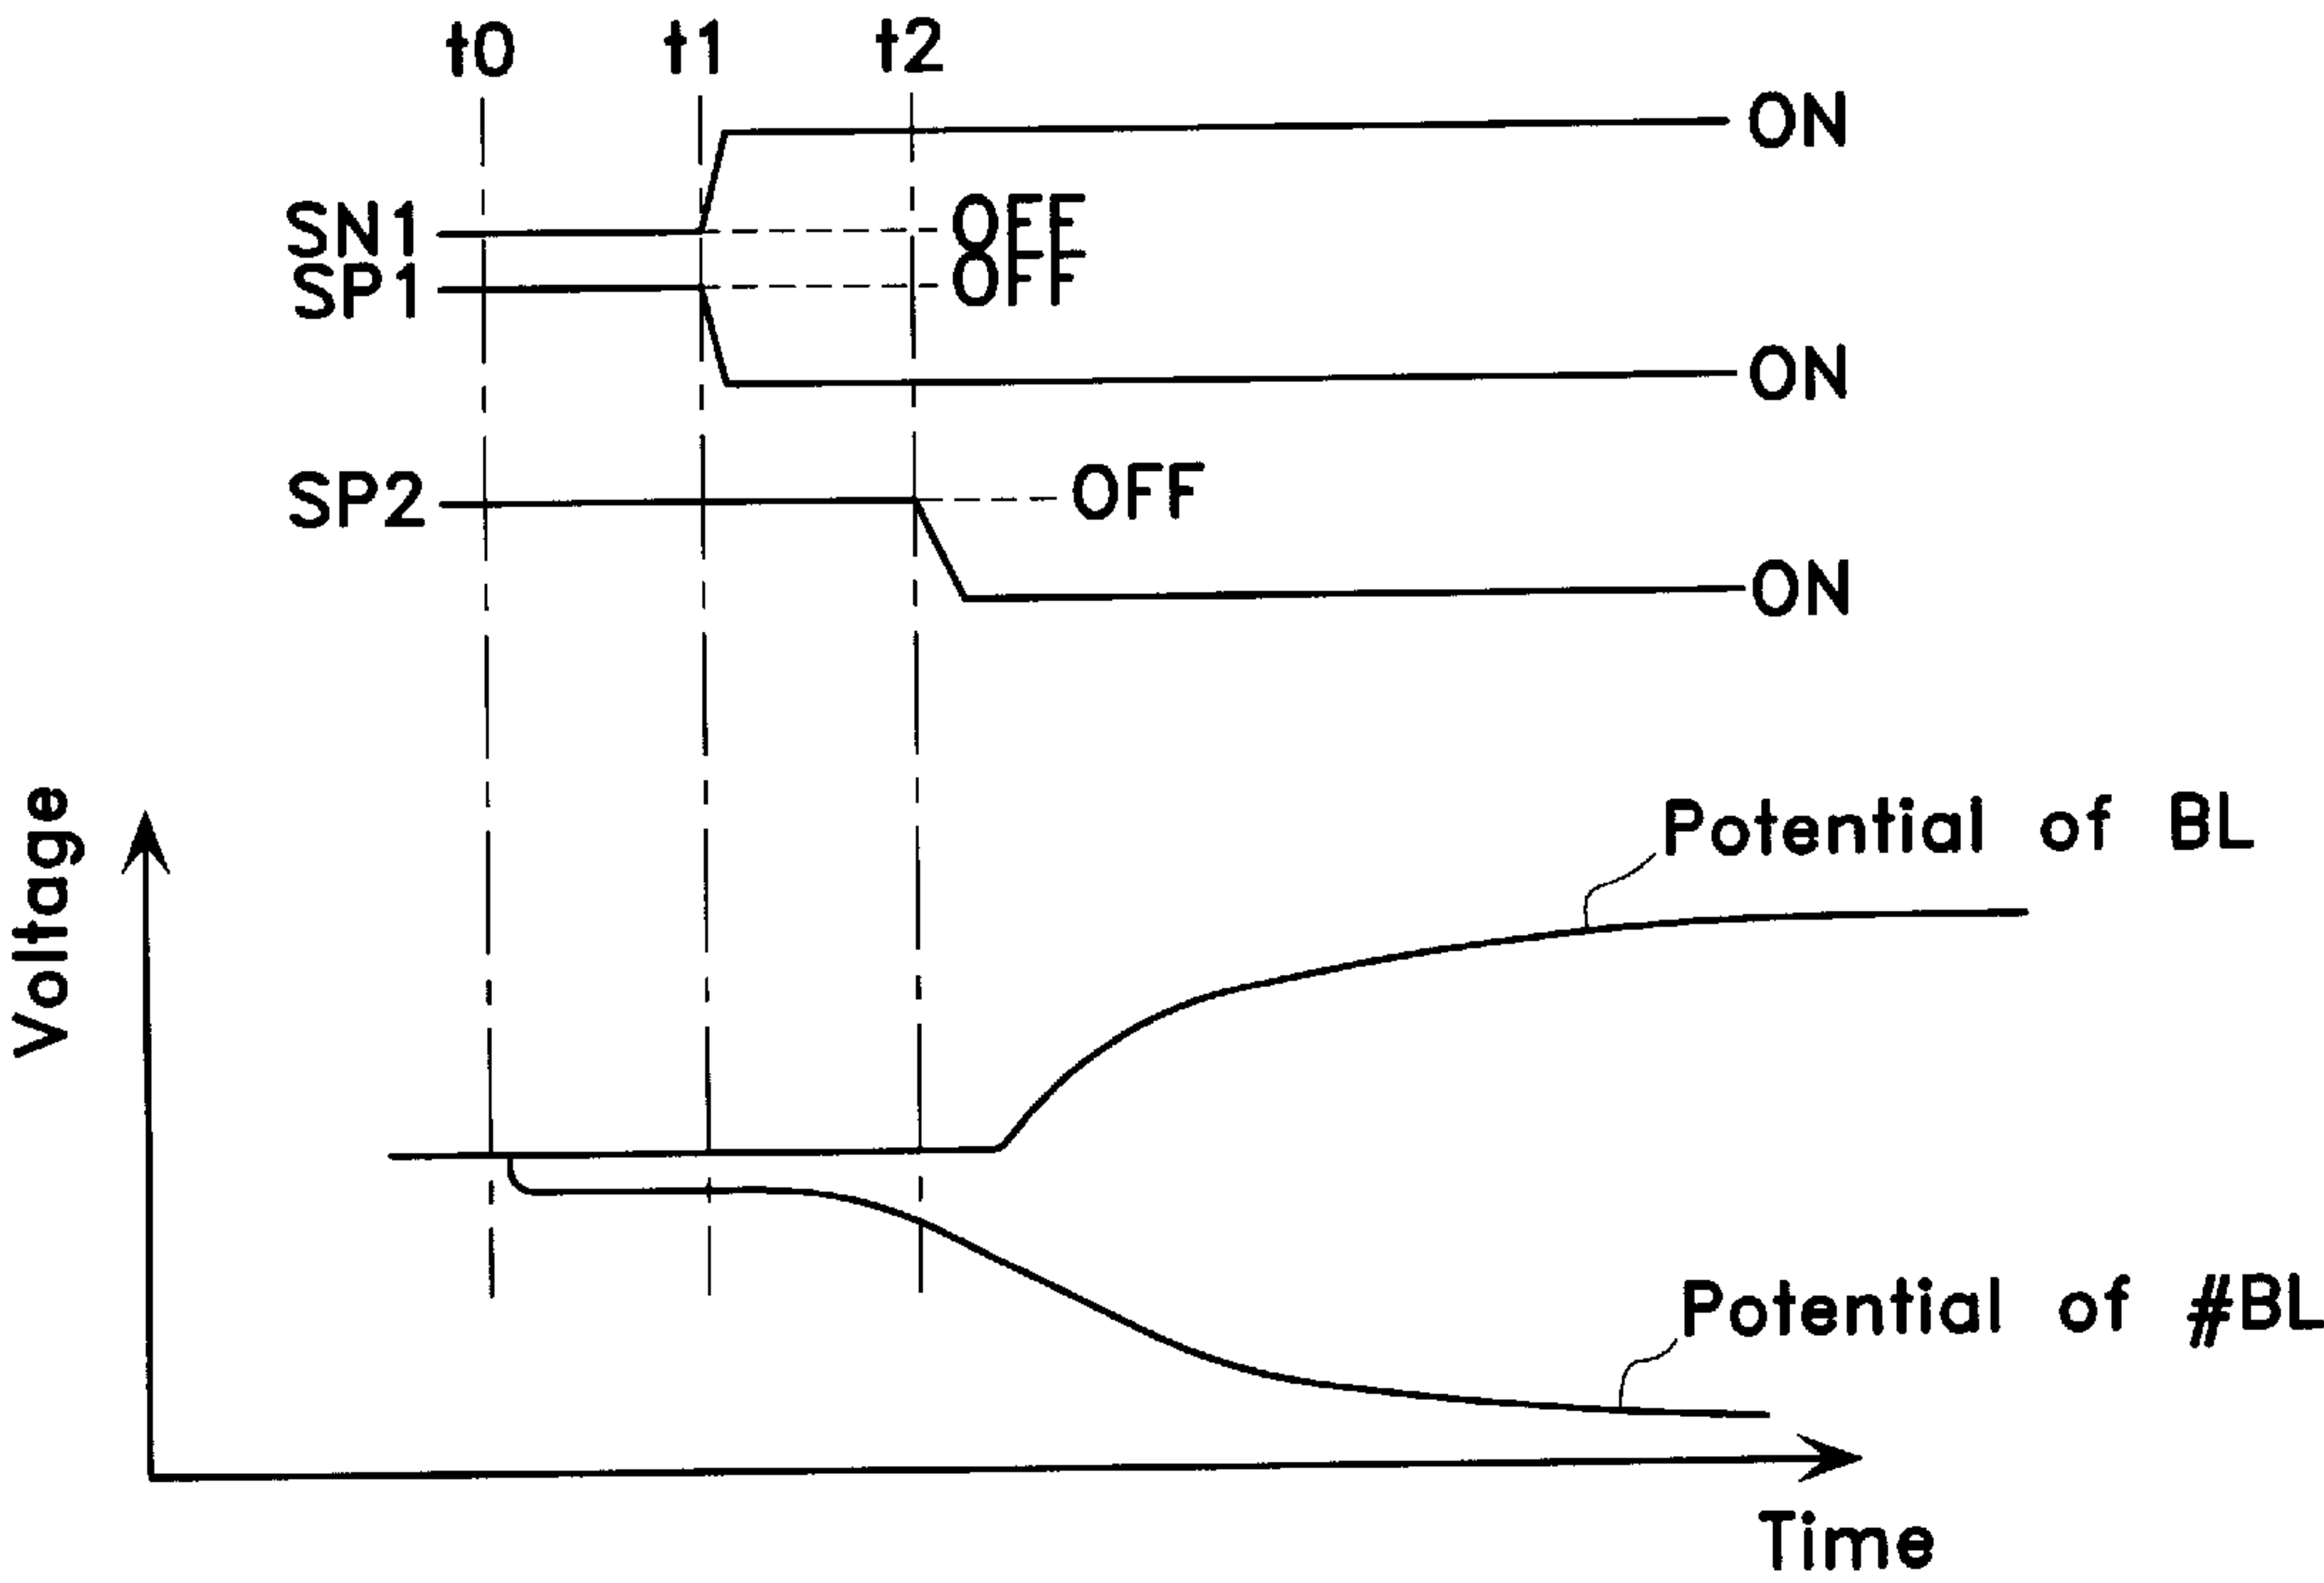 t0 t1 t2
ON
SN1 OFF
SP1 OFF
ON
SP2 OFF
ON
Voltage
Potential of BL
Potential of #BL
Time